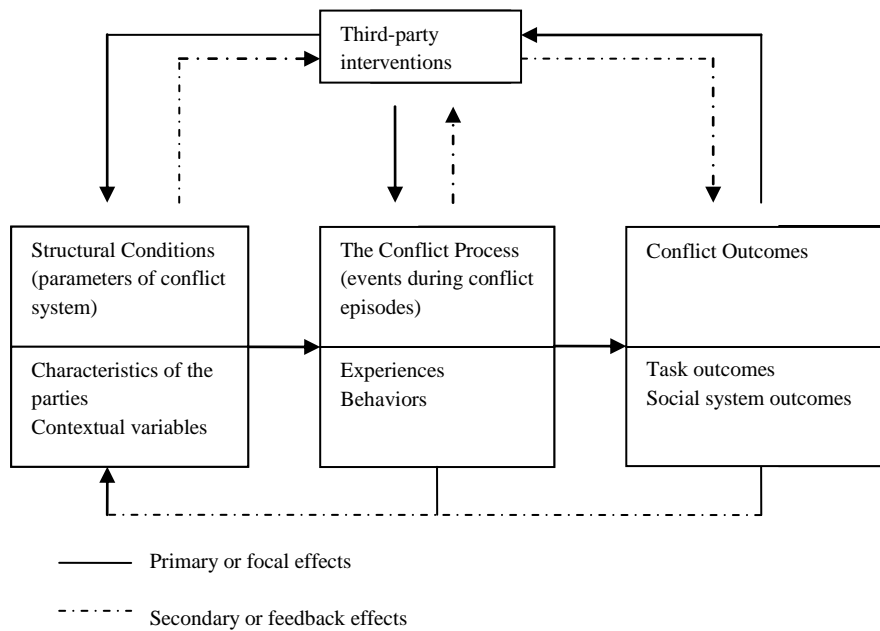 Third-party
interventions
Structural Conditions
(parameters of conflict
system)
Characteristics of the
parties
Contextual variables
The Conflict Process
(events during conflict
episodes)
Experiences
Behaviors
Conflict Outcomes
Task outcomes
Social system outcomes
Primary or focal effects
Secondary or feedback effects